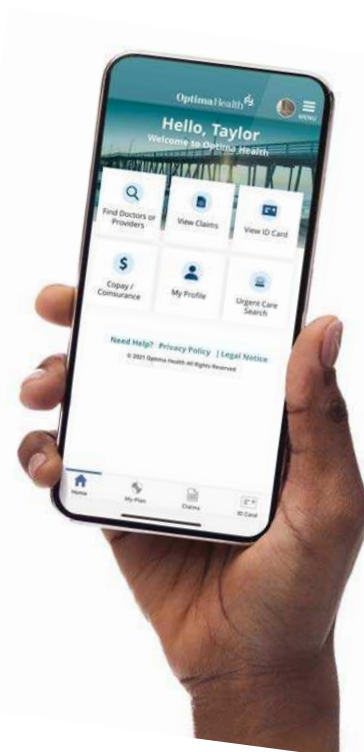 OptimaHealth
MENU
Hello, Taylor
Welcome to Optima Health
Find Doctors or
Providers
View Claims
View ID Card
Copay /
Coinsurance
My Profile
Urgent Care
Search
Need Help? Privacy Policy | Legal Notice
© 2021 Optima Health All Rights Reserved
Home
My Plan
Claims
ID Card